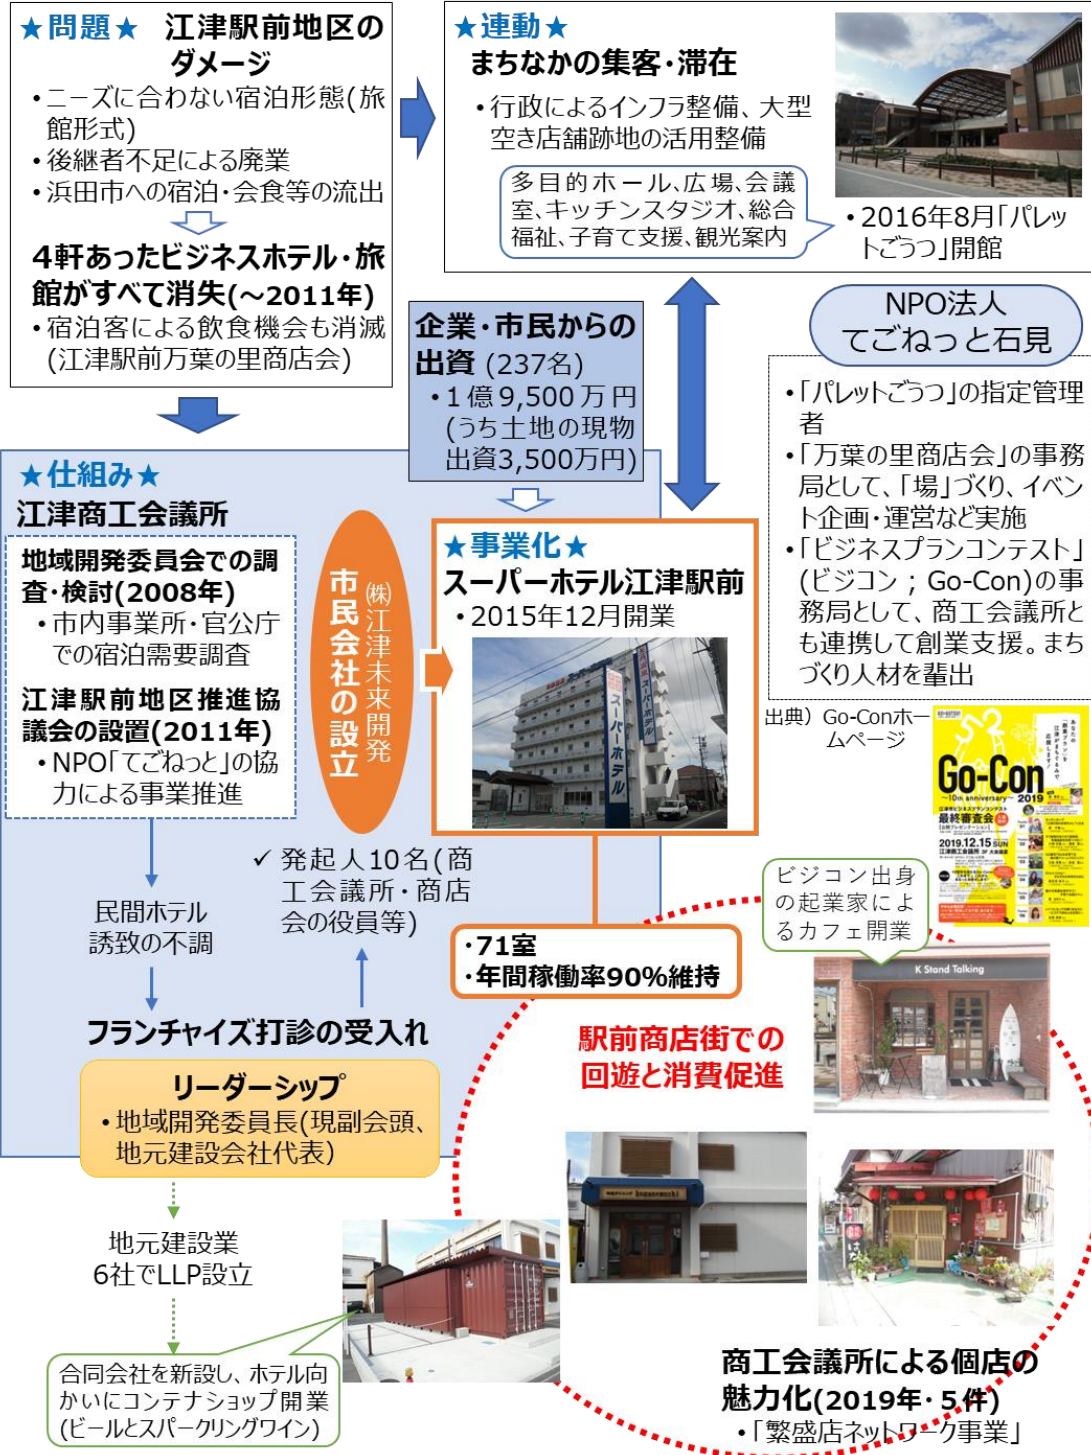 ★問題★ 江津駅前地区の
ダメージ
・ニーズに合わない宿泊形態(旅
館形式)
・後継者不足による廃業
・浜田市への宿泊・会食等の流出
4軒あったビジネスホテル・旅
館がすべて消失(~2011年)
・宿泊客による飲食機会も消滅
(江津駅前万葉の里商店会)
★連動★
まちなかの集客・滞在
・行政によるインフラ整備、大型
空き店舗跡地の活用整備
多目的ホール、広場、会議
室、キッチンスタジオ、総合
福祉、子育て支援、観光案内
・2016年8月「パレッ
トごうつ」開館
企業・市民からの
出資 (237名)
・1億9,500万円
(うち土地の現物
出資3,500万円)
NPO法人
てごねっと石見
・「パレットごうつ」の指定管理
者
・「万葉の里商店会」の事務
局として、「場」づくり、イベン
ト企画・運営など実施
・「ビジネスプランコンテスト」
(ビジコン;Go-Con)の事
務局として、商工会議所と
も連携して創業支援。まち
づくり人材を輩出
出典）Go-Conホー
ムページ
★仕組み★
江津商工会議所
地域開発委員会での調
査・検討(2008年)
・市内事業所・官公庁
での宿泊需要調査
江津駅前地区推進協
議会の設置(2011年)
・NPO「てごねっと」の協
力による事業推進
㈱江津未来開発
市民会社の設立
★事業化★
スーパーホテル江津駅前
・2015年12月開業
スーパーホテル
Go-Con
~10th anniversary~ 2019
最終審査会
2019.12.15 SUN
江津商工会議所
✓ 発起人10名(商
工会議所・商店
会の役員等)
民間ホテル
誘致の不調
フランチャイズ打診の受入れ
リーダーシップ
・地域開発委員長(現副会頭、
地元建設会社代表)
地元建設業
6社でLLP設立
合同会社を新設し、ホテル向
かいにコンテナショップ開業
(ビールとスパークリングワイン)
・71室
・年間稼働率90%維持
ビジコン出身
の起業家によ
るカフェ開業
K Stand Talking
駅前商店街での
回遊と消費促進
商工会議所による個店の
魅力化(2019年・5件)
・「繁盛店ネットワーク事業」